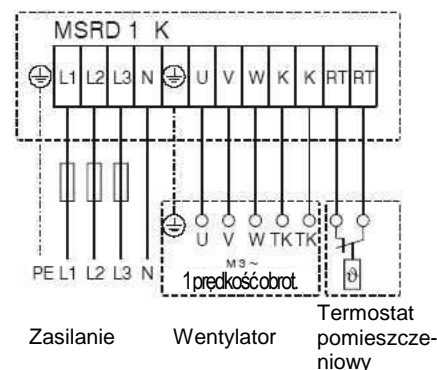 MSRD 1 K
L1 L2 L3 N U V W K K RT RT
U V W TK TK
M 3 ~
1 prędkość obrot.
PE L1 L2 L3 N
ϑ
Zasilanie
Wentylator
Termostat
pomieszcze-
niowy